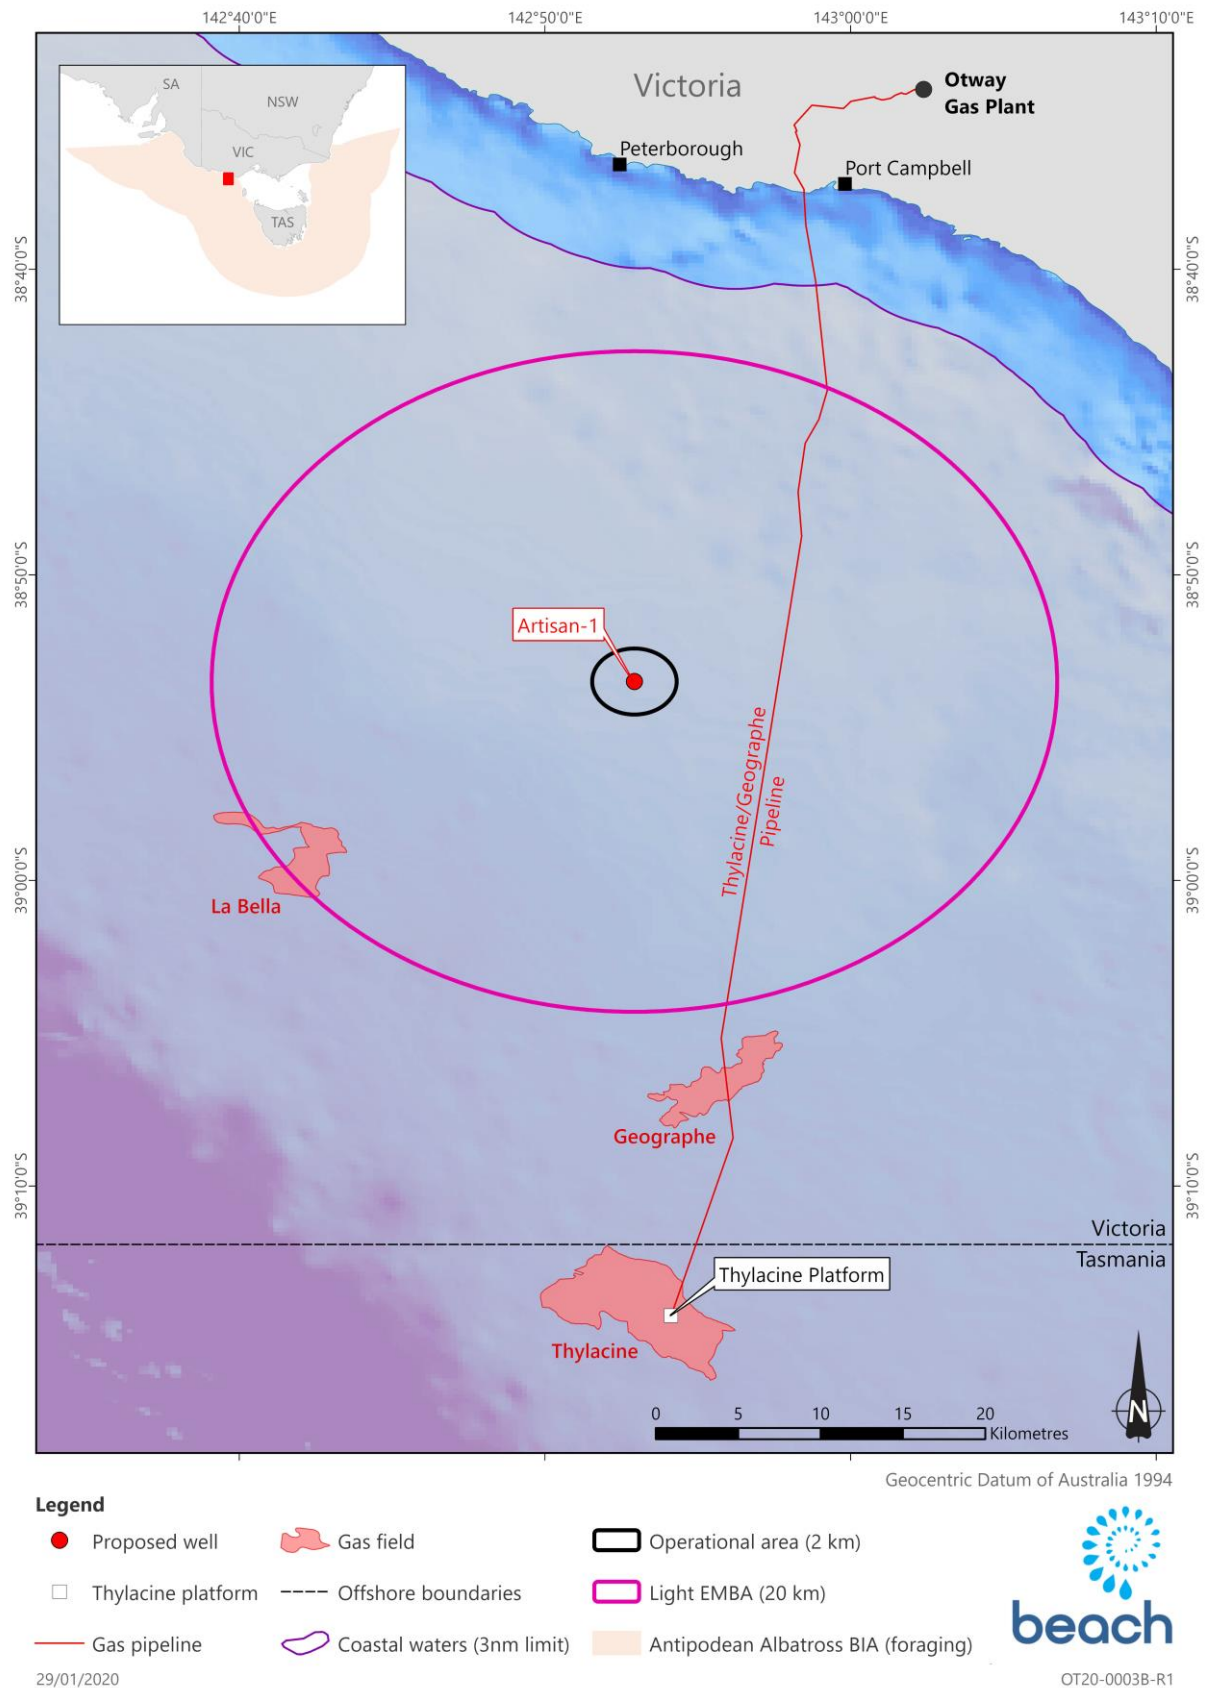 142°40'0"E
142°50'0"E
143°00'0"E
143°10'0"E
SA
NSW
VIC
TAS
Victoria
Otway
Gas Plant
Peterborough
Port Campbell
38°40'0"S
38°40'0"S
38°50'0"S
38°50'0"S
Artisan-1
Thylacine/Geographe
Pipeline
39°00'0"S
39°00'0"S
La Bella
Geographe
39°10'0"S
39°10'0"S
Victoria
Tasmania
Thylacine Platform
Thylacine
0 5 10 15 20
Kilometres
N
Geocentric Datum of Australia 1994
Legend
Proposed well
Gas field
Operational area (2 km)
Thylacine platform
Offshore boundaries
Light EMBA (20 km)
Gas pipeline
Coastal waters (3nm limit)
Antipodean Albatross BIA (foraging)
beach
29/01/2020
OT20-0003B-R1